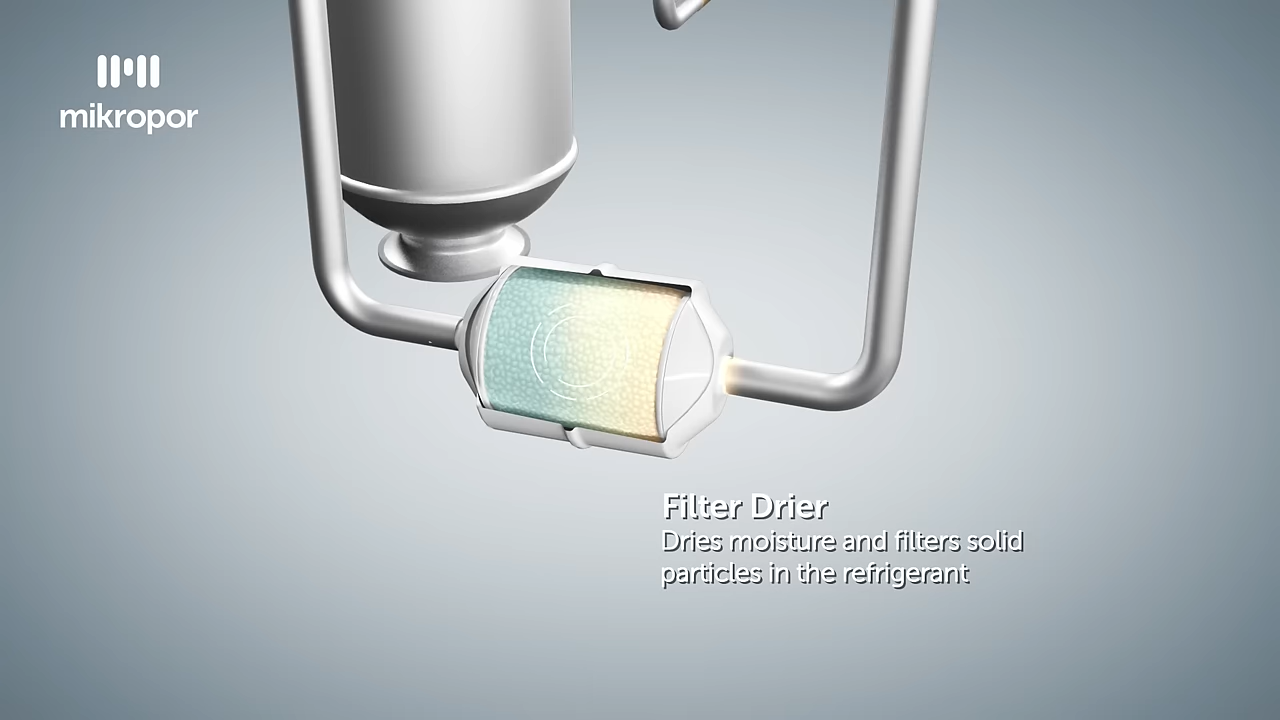 mikropor
Filter Drier
Dries moisture and filters solid
particles in the refrigerant